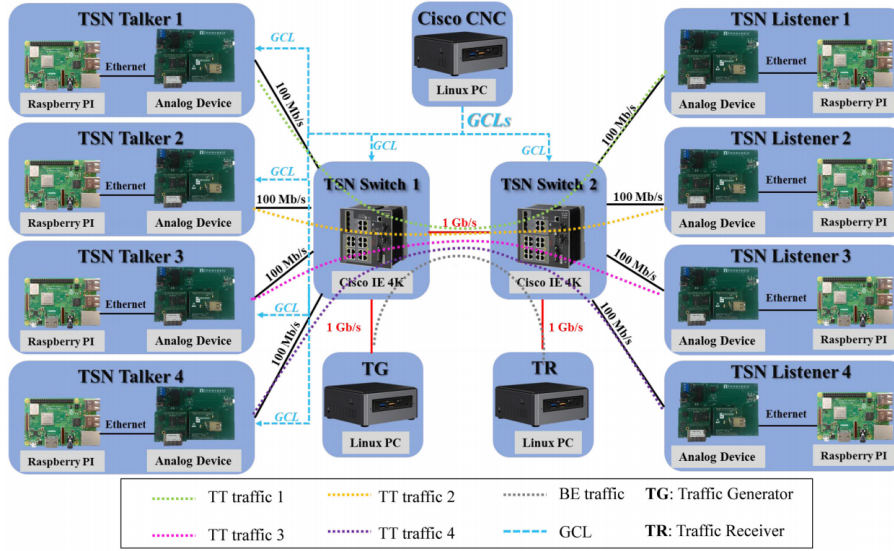 TSN Talker 1
Ethernet
Raspberry PI
Analog Device
GCL
100 Mb/s
Cisco CNC
Linux PC
GCLs
TSN Listener 1
Ethernet
Analog Device
Raspberry PI
100 Mb/s
TSN Talker 2
Ethernet
Raspberry PI
Analog Device
GCL
100 Mb/s
GCL
TSN Switch 1
Cisco IE 4K
1 Gb/s
GCL
TSN Switch 2
Cisco IE 4K
100 Mb/s
TSN Listener 2
Ethernet
Analog Device
Raspberry PI
TSN Talker 3
Ethernet
Raspberry PI
Analog Device
GCL
100 Mb/s
100 Mb/s
TSN Listener 3
Ethernet
Analog Device
Raspberry PI
1 Gb/s
TG
Linux PC
1 Gb/s
TR
Linux PC
TSN Talker 4
Ethernet
Raspberry PI
Analog Device
GCL
100 Mb/s
100 Mb/s
TSN Listener 4
Ethernet
Analog Device
Raspberry PI
TT traffic 1
TT traffic 2
BE traffic
TG: Traffic Generator
TT traffic 3
TT traffic 4
GCL
TR: Traffic Receiver